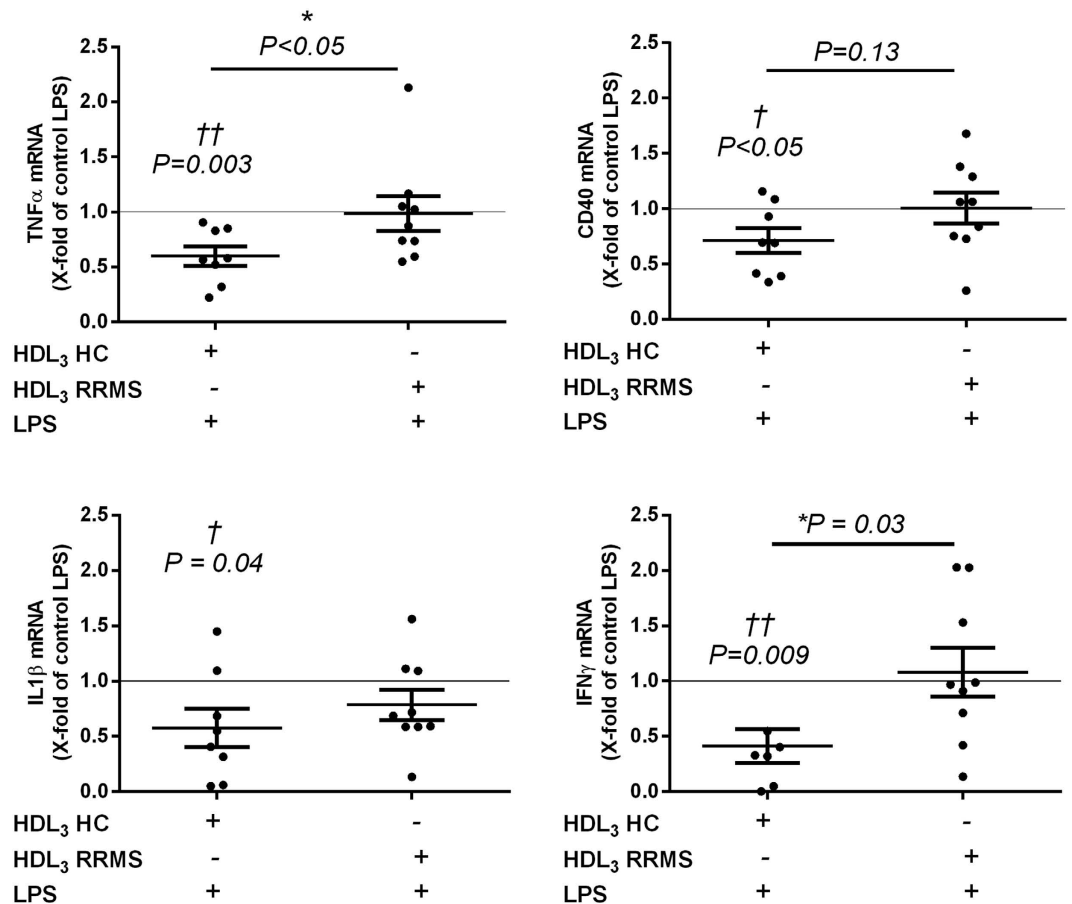 *
P<0.05
††
P=0.003
TNFα mRNA
(X-fold of control LPS)
2.5
2.0
1.5
1.0
0.5
0.0
HDL₃ HC + -
HDL₃ RRMS - +
LPS + +
P=0.13
†
P<0.05
CD40 mRNA
(X-fold of control LPS)
2.5
2.0
1.5
1.0
0.5
0.0
HDL₃ HC + -
HDL₃ RRMS - +
LPS + +
†
P = 0.04
IL1β mRNA
(X-fold of control LPS)
2.5
2.0
1.5
1.0
0.5
0.0
HDL₃ HC + -
HDL₃ RRMS - +
LPS + +
*P = 0.03
††
P=0.009
IFNγ mRNA
(X-fold of control LPS)
2.5
2.0
1.5
1.0
0.5
0.0
HDL₃ HC + -
HDL₃ RRMS - +
LPS + +